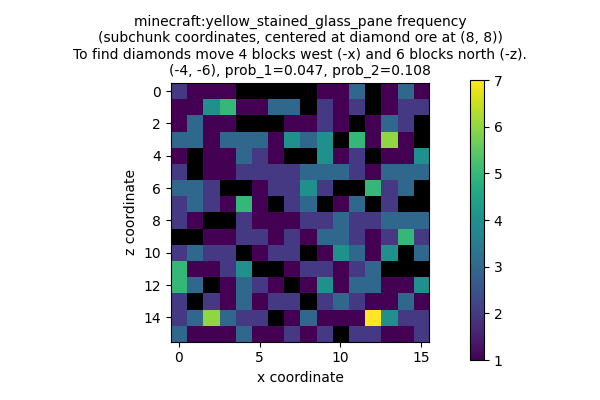 minecraft:yellow_stained_glass_pane frequency
(subchunk coordinates, centered at diamond ore at (8, 8))
To find diamonds move 4 blocks west (-x) and 6 blocks north (-z).
(-4, -6), prob_1=0.047, prob_2=0.108
0
2
4
6
8
10
12
14
z coordinate
0 5 10 15
x coordinate
7
6
5
4
3
2
1